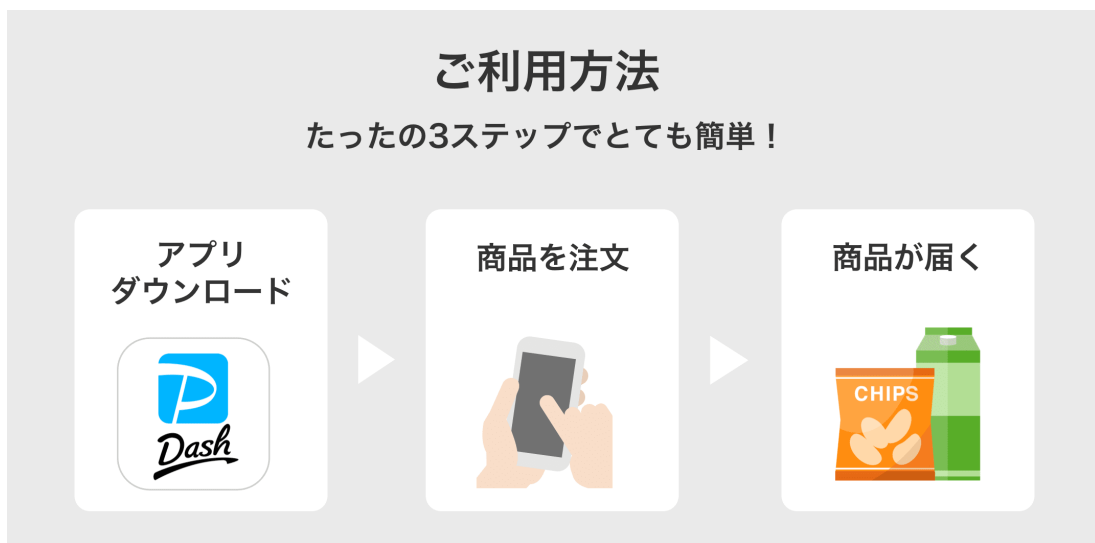 ご利用方法
たったの3ステップでとても簡単！
アプリ
ダウンロード
Dash
商品を注文
商品が届く
CHIPS